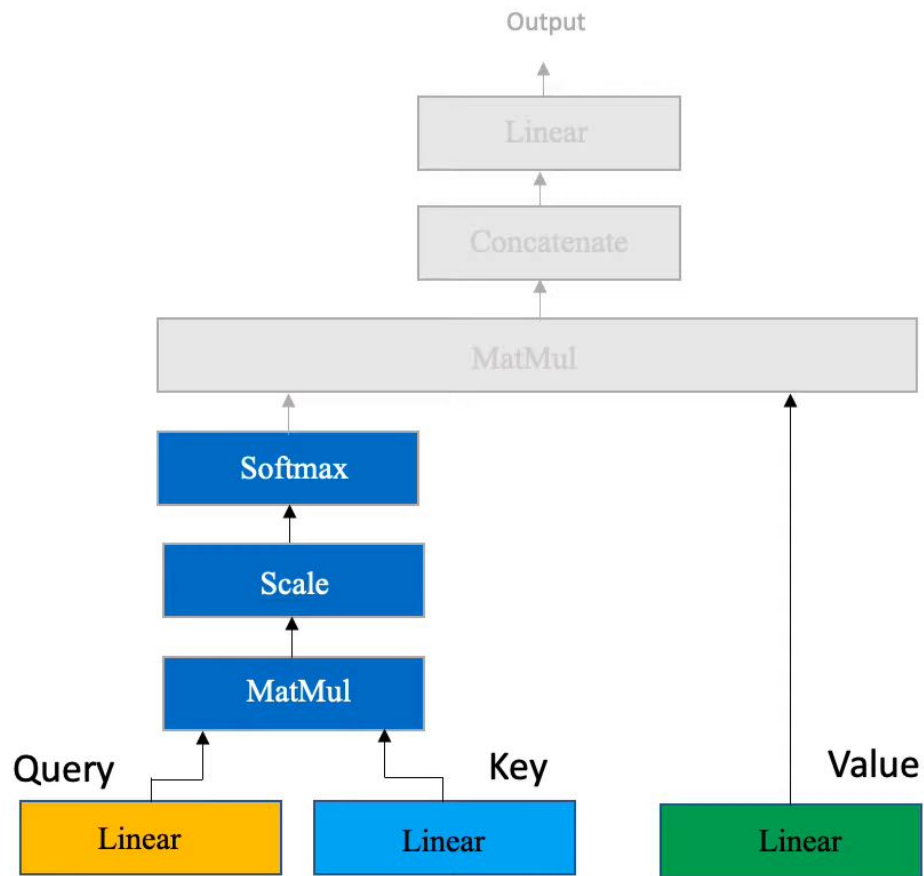 Output
Linear
Concatenate
MatMul
Softmax
Scale
MatMul
Query
Key
Value
Linear
Linear
Linear